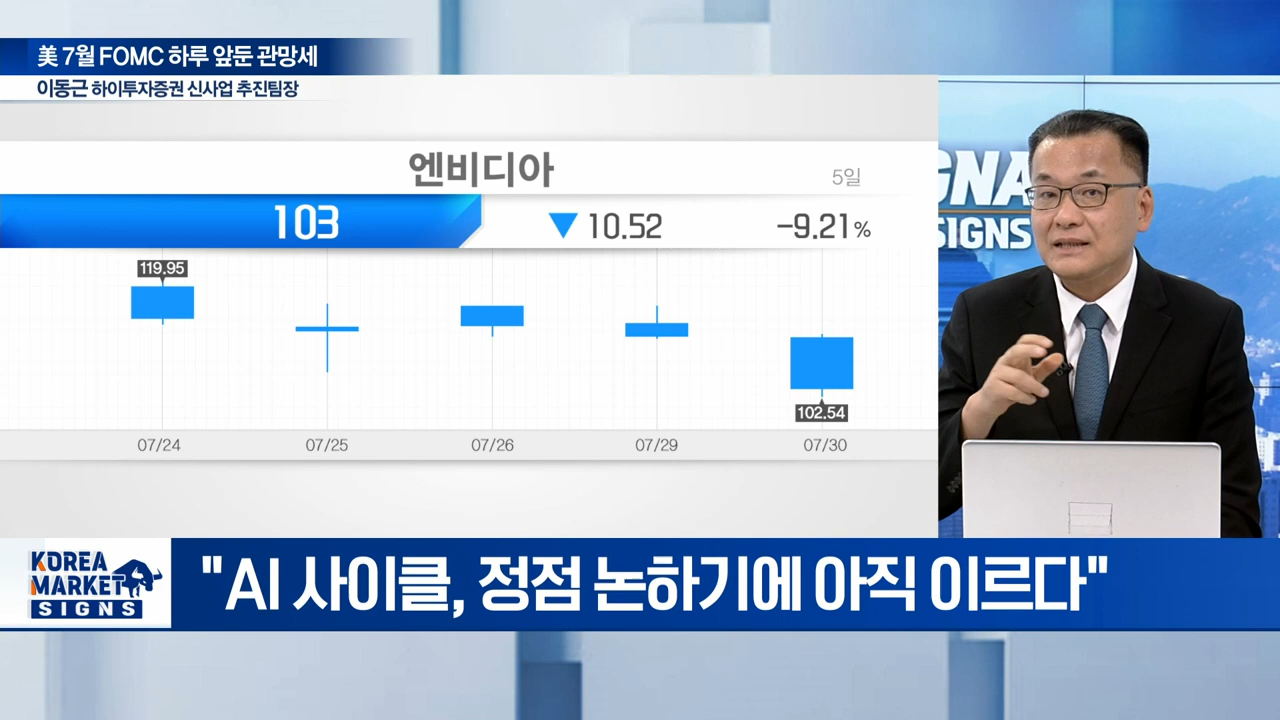 美 7월 FOMC 하루 앞둔 관망세
이동근 하이투자증권 신사업 추진팀장
엔비디아
5일
103 ▼ 10.52 -9.21%
119.95
102.54
07/24 07/25 07/26 07/29 07/30
GNA
SIGNS
KOREA
MARKET
SIGNS
"AI 사이클, 정점 논하기에 아직 이르다"